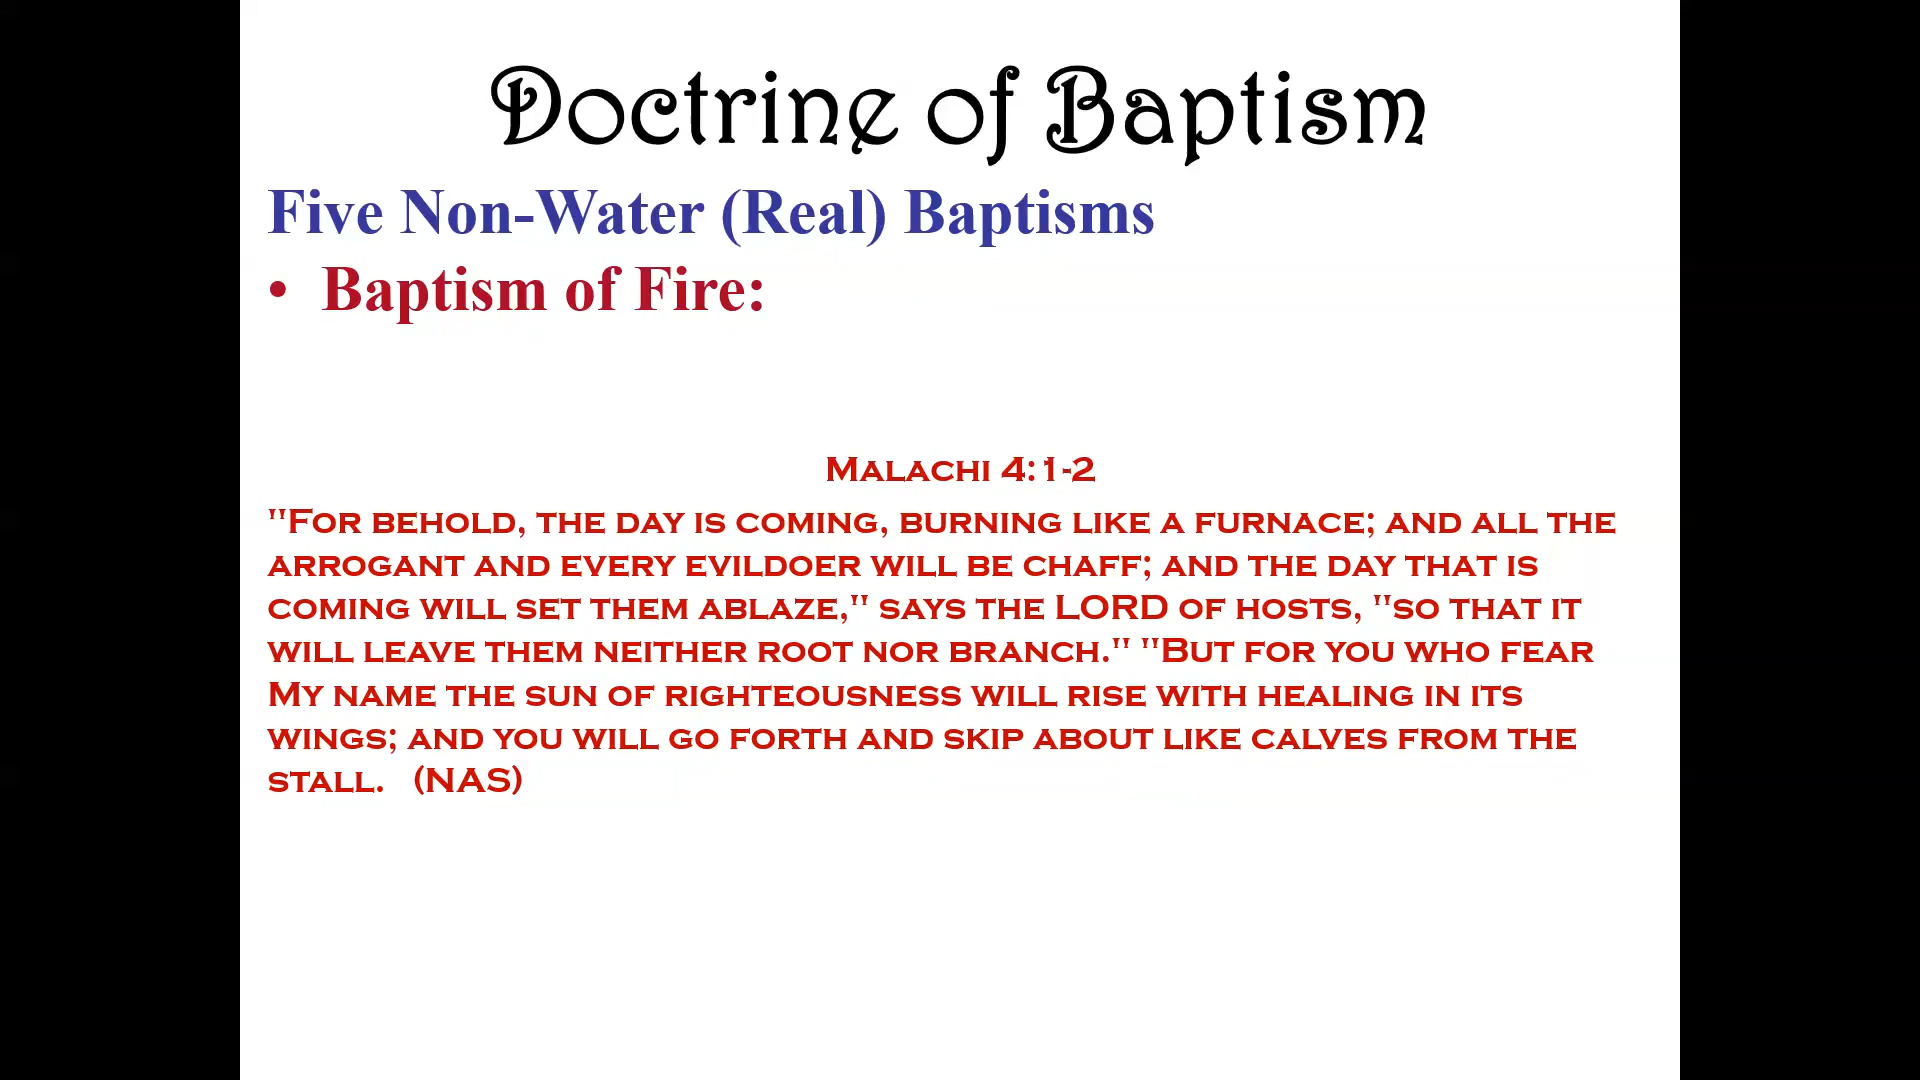 Doctrine of Baptism
Five Non-Water (Real) Baptisms
• Baptism of Fire:
Malachi 4:1-2
"For behold, the day is coming, burning like a furnace; and all the
arrogant and every evildoer will be chaff; and the day that is
coming will set them ablaze," says the LORD of hosts, "so that it
will leave them neither root nor branch." "But for you who fear
My name the sun of righteousness will rise with healing in its
wings; and you will go forth and skip about like calves from the
stall.   (NAS)